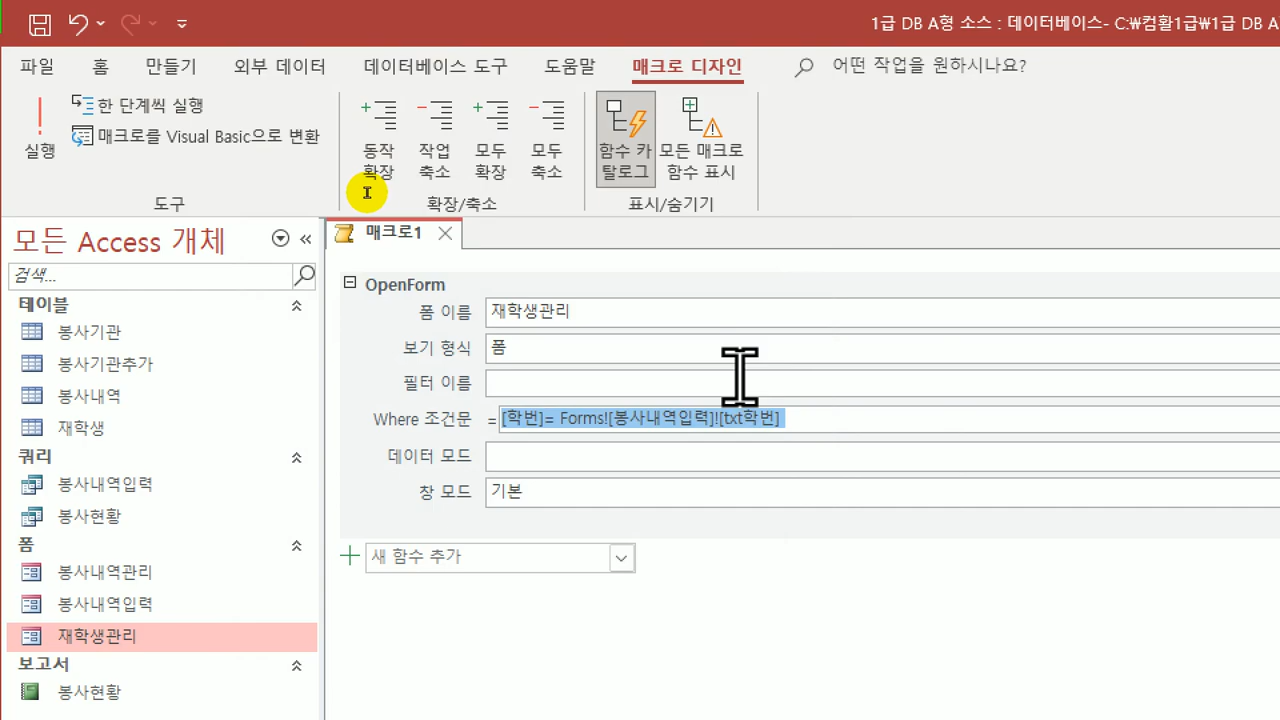 1급 DB A형 소스 : 데이터베이스- C:₩컴활1급₩1급 DB A
파일 홈 만들기 외부 데이터 데이터베이스 도구 도움말 매크로 디자인 어떤 작업을 원하시나요?
실행
한 단계씩 실행
매크로를 Visual Basic으로 변환
도구
동작 확장
작업 축소
모두 확장
모두 축소
확장/축소
함수 카탈로그
모든 매크로 함수 표시
표시/숨기기
모든 Access 개체
검색...
테이블
봉사기관
봉사기관추가
봉사내역
재학생
쿼리
봉사내역입력
봉사현황
폼
봉사내역관리
봉사내역입력
재학생관리
보고서
봉사현황
매크로1
OpenForm
폼 이름 재학생관리
보기 형식 폼
필터 이름
Where 조건문 = [학번]= Forms![봉사내역입력]![txt학번]
데이터 모드
창 모드 기본
새 함수 추가